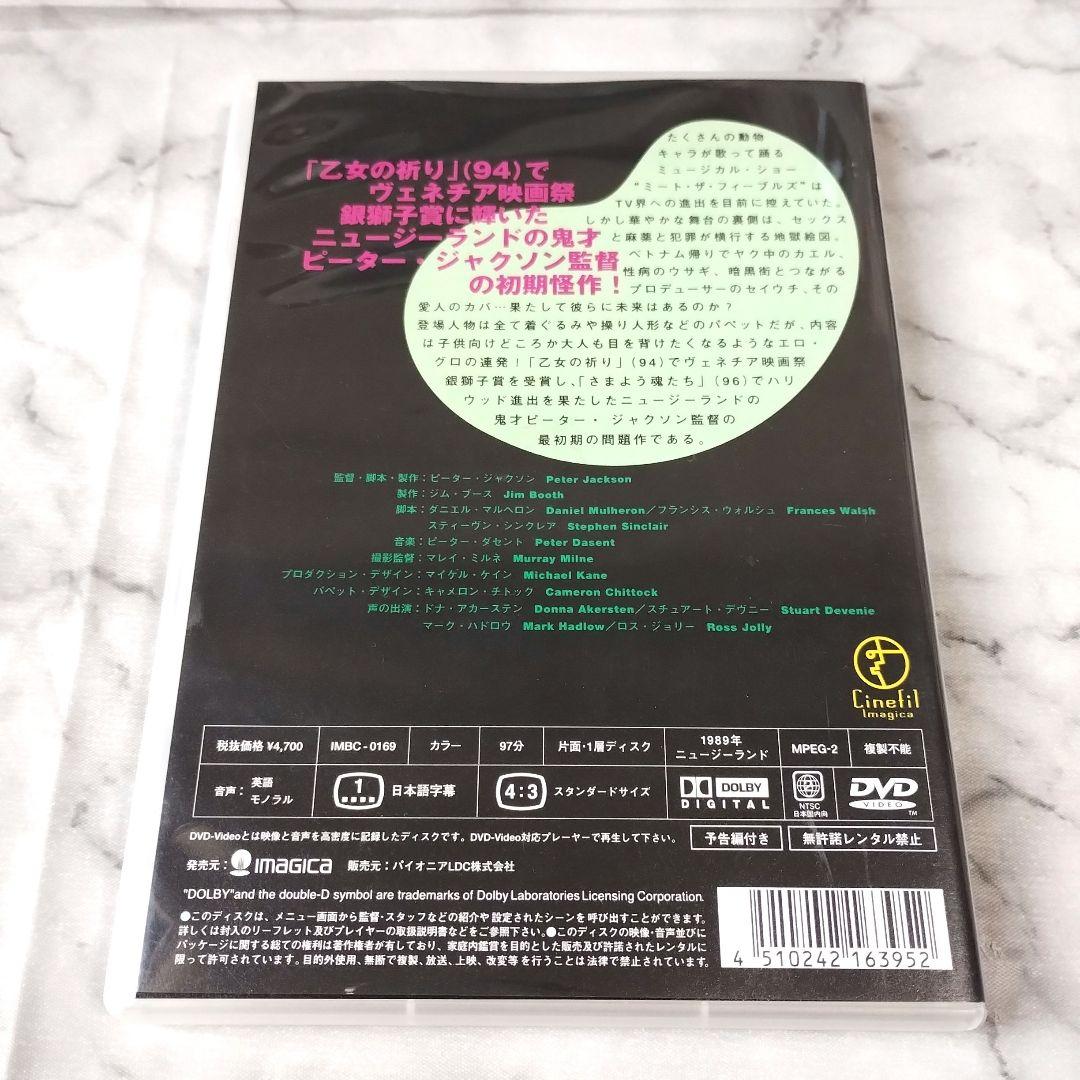 「乙女の祈り」(94)で
ヴェネチア映画祭
銀獅子賞に輝いた
ニュージーランドの鬼才
ピーター・ジャクソン監督
の初期怪作！
たくさんの動物
キャラが歌って踊る
ミュージカル・ショー
“ミート・ザ・フィーブルズ”は
TV界への進出を目前に控えていた。
しかし華やかな舞台の裏側は、セックス
と麻薬と犯罪が横行する地獄絵図。
ベトナム帰りでヤク中のカエル、
性病のウサギ、暗黒街とつながる
プロデューサーのセイウチ、その
愛人のカバ…果たして彼らに未来はあるのか？
登場人物は全て着ぐるみや操り人形などのパペットだが、内容
は子供向けどころか大人も目を背けたくなるようなエロ・
グロの連発！「乙女の祈り」(94)でヴェネチア映画祭
銀獅子賞を受賞し、「さまよう魂たち」(96)でハリ
ウッド進出を果たしたニュージーランドの
鬼才ピーター・ ジャクソン監督の
最初期の問題作である。
監督・脚本・製作：ピーター・ジャクソン Peter Jackson
製作：ジム・ブース Jim Booth
脚本：ダニエル・マルヘロン Daniel Mulheron／フランシス・ウォルシュ Frances Walsh
スティーヴン・シンクレア Stephen Sinclair
音楽：ピーター・ダセント Peter Dasent
撮影監督：マレイ・ミルネ Murray Milne
プロダクション・デザイン：マイケル・ケイン Michael Kane
パペット・デザイン：キャメロン・チトック Cameron Chittock
声の出演：ドナ・アカーステン Donna Akersten／スチュアート・デヴニー Stuart Devenie
マーク・ハドロウ Mark Hadlow／ロス・ジョリー Ross Jolly
Cinefil
Imagica
税抜価格 ¥4,700 IMBC-0169 カラー 97分 片面・1層ディスク 1989年 ニュージーランド MPEG-2 複製不能
音声： 英語 モノラル 1 日本語字幕 4:3 スタンダードサイズ DOLBY DIGITAL 2 NTSC 日本国内向 DVD VIDEO
DVD-Videoとは映像と音声を高密度に記録したディスクです。DVD-Video対応プレーヤーで再生して下さい。 予告編付き 無許諾レンタル禁止
発売元： IMAGICA 販売元：パイオニアLDC株式会社
"DOLBY"and the double-D symbol are trademarks of Dolby Laboratories Licensing Corporation.
●このディスクは、メニュー画面から監督・スタッフなどの紹介や設定されたシーンを呼び出すことができます。
詳しくは封入のリーフレット及びプレイヤーの取扱説明書などをご参照下さい。●このディスクの映像・音声並びに
パッケージに関する総ての権利は著作権者が有しており、家庭内鑑賞を目的とした販売及び許諾されたレンタルに
限って許可されています。目的外使用、無断で複製、放送、上映、改変等を行うことは法律で禁止されています。
4 510242 163952